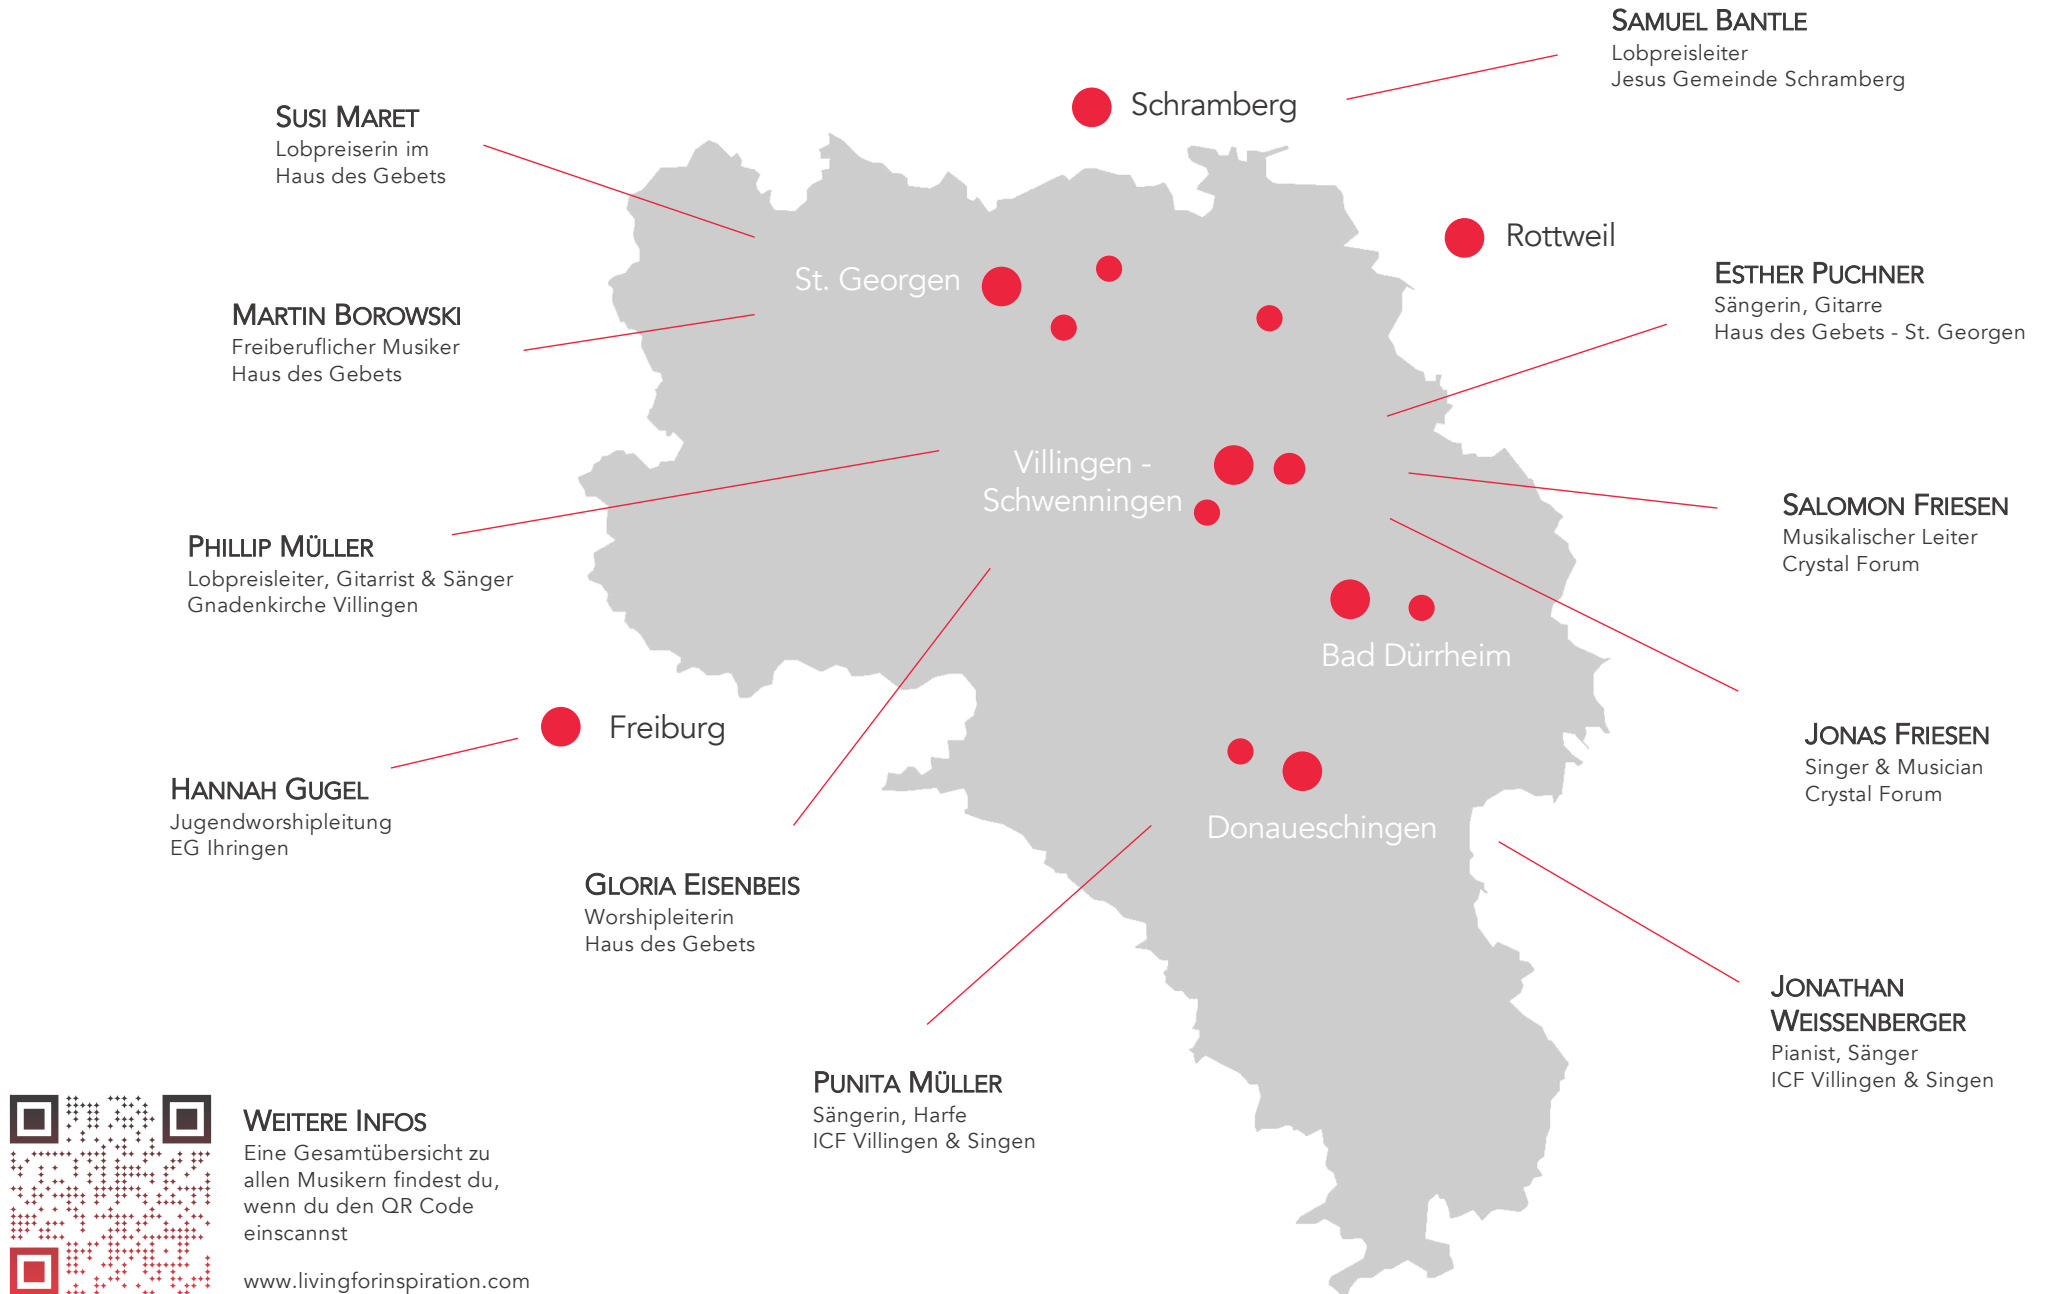 SAMUEL BANTLE
Lobpreisleiter
Jesus Gemeinde Schramberg
Schramberg
SUSI MARET
Lobpreiserin im
Haus des Gebets
Rottweil
St. Georgen
ESTHER PUCHNER
Sängerin, Gitarre
Haus des Gebets - St. Georgen
MARTIN BOROWSKI
Freiberuflicher Musiker
Haus des Gebets
Villingen -
Schwenningen
SALOMON FRIESEN
Musikalischer Leiter
Crystal Forum
PHILLIP MÜLLER
Lobpreisleiter, Gitarrist & Sänger
Gnadenkirche Villingen
Bad Dürrheim
Freiburg
JONAS FRIESEN
Singer & Musician
Crystal Forum
HANNAH GUGEL
Jugendworshipleitung
EG Ihringen
Donaueschingen
GLORIA EISENBEIS
Worshipleiterin
Haus des Gebets
JONATHAN
WEISSENBERGER
Pianist, Sänger
ICF Villingen & Singen
PUNITA MÜLLER
Sängerin, Harfe
ICF Villingen & Singen
WEITERE INFOS
Eine Gesamtübersicht zu
allen Musikern findest du,
wenn du den QR Code
einscannst
www.livingforinspiration.com